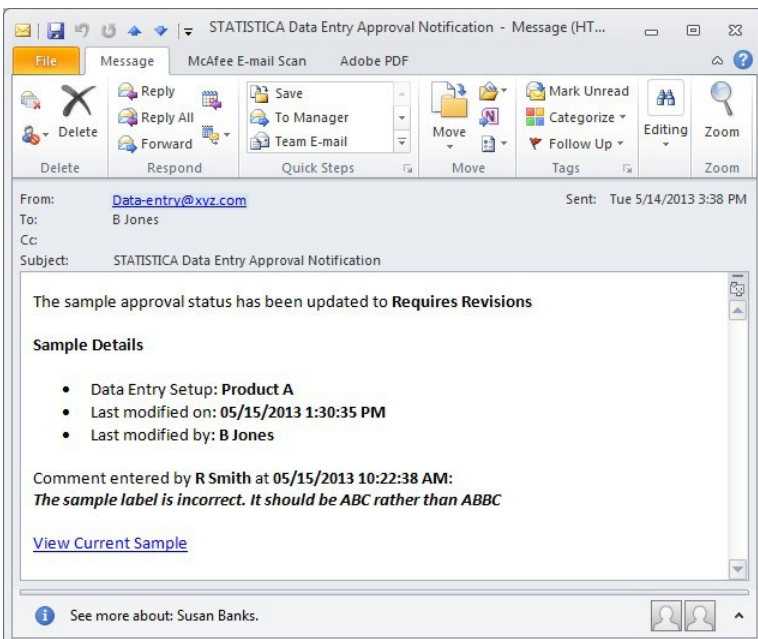 STATISTICA Data Entry Approval Notification - Message (HT...
File Message McAfee E-mail Scan Adobe PDF
Delete
Reply
Reply All
Forward
Save
To Manager
Team E-mail
Move
Mark Unread
Categorize
Follow Up
Editing
Zoom
Delete Respond Quick Steps Move Tags Zoom
From: Data-entry@xyz.com Sent: Tue 5/14/2013 3:38 PM
To: B Jones
Cc:
Subject: STATISTICA Data Entry Approval Notification
The sample approval status has been updated to Requires Revisions
Sample Details
• Data Entry Setup: Product A
• Last modified on: 05/15/2013 1:30:35 PM
• Last modified by: B Jones
Comment entered by R Smith at 05/15/2013 10:22:38 AM:
The sample label is incorrect. It should be ABC rather than ABBC
View Current Sample
See more about: Susan Banks.